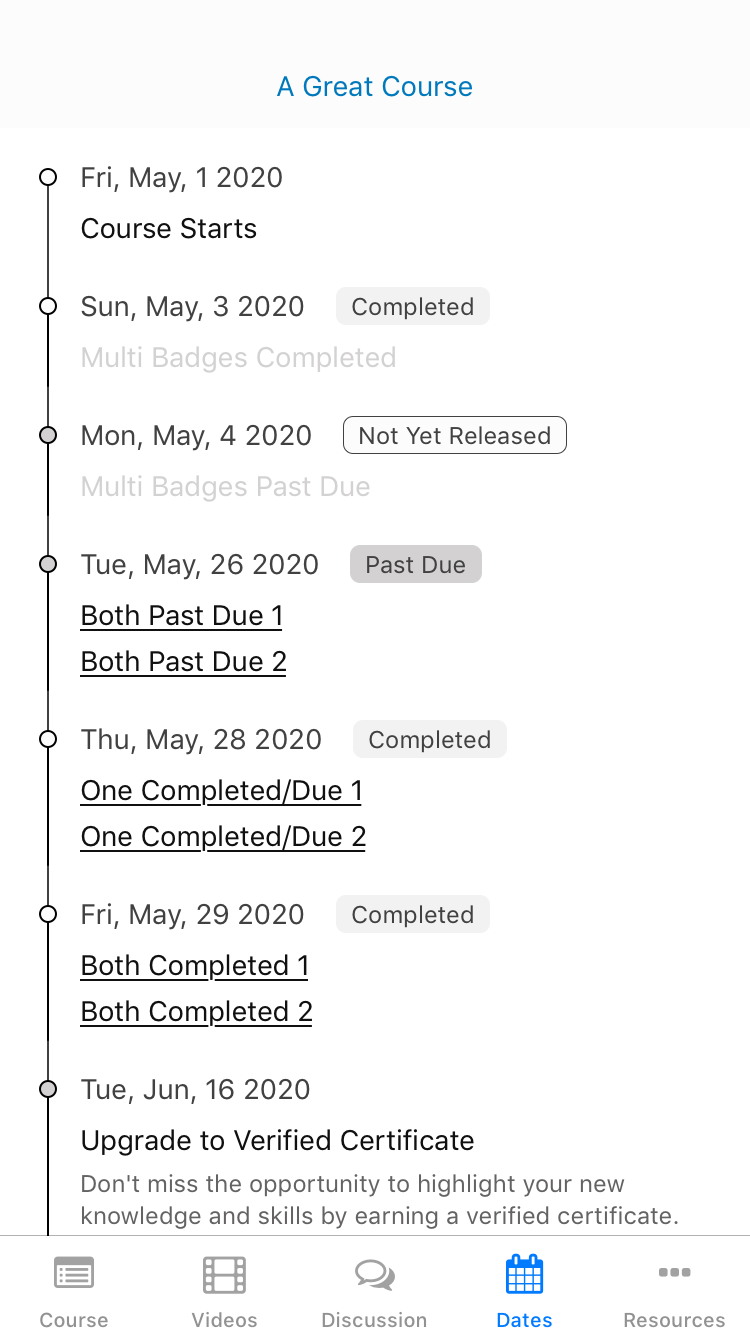 A Great Course
Fri, May, 1 2020
Course Starts
Sun, May, 3 2020 Completed
Multi Badges Completed
Mon, May, 4 2020 Not Yet Released
Multi Badges Past Due
Tue, May, 26 2020 Past Due
Both Past Due 1
Both Past Due 2
Thu, May, 28 2020 Completed
One Completed/Due 1
One Completed/Due 2
Fri, May, 29 2020 Completed
Both Completed 1
Both Completed 2
Tue, Jun, 16 2020
Upgrade to Verified Certificate
Don't miss the opportunity to highlight your new
knowledge and skills by earning a verified certificate.
Course Videos Discussion Dates Resources